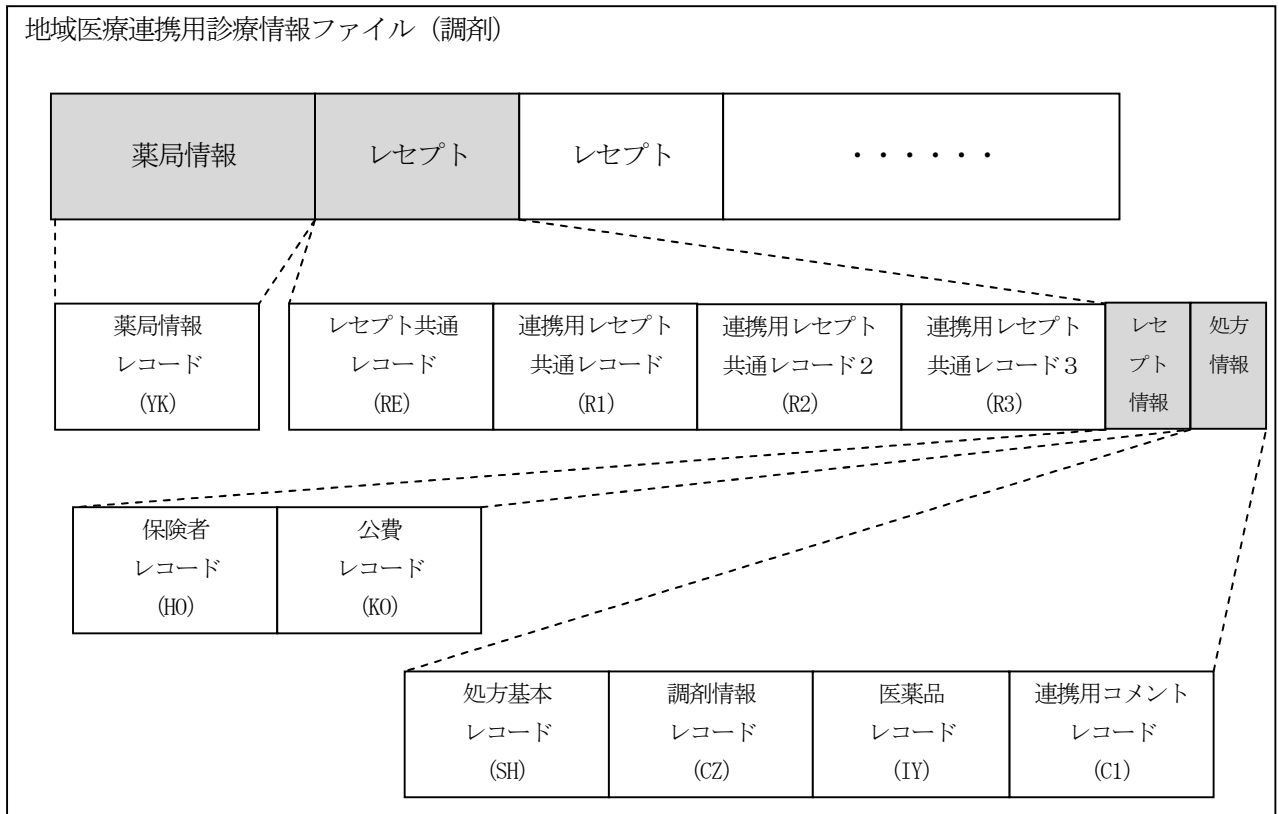 地域医療連携用診療情報ファイル（調剤）
薬局情報
レセプト
レセプト
・・・・・・
薬局情報
レコード
(YK)
レセプト共通
レコード
(RE)
連携用レセプト
共通レコード
(R1)
連携用レセプト
共通レコード２
(R2)
連携用レセプト
共通レコード３
(R3)
レセ
プト
情報
処方
情報
保険者
レコード
(HO)
公費
レコード
(KO)
処方基本
レコード
(SH)
調剤情報
レコード
(CZ)
医薬品
レコード
(IY)
連携用コメント
レコード
(C1)